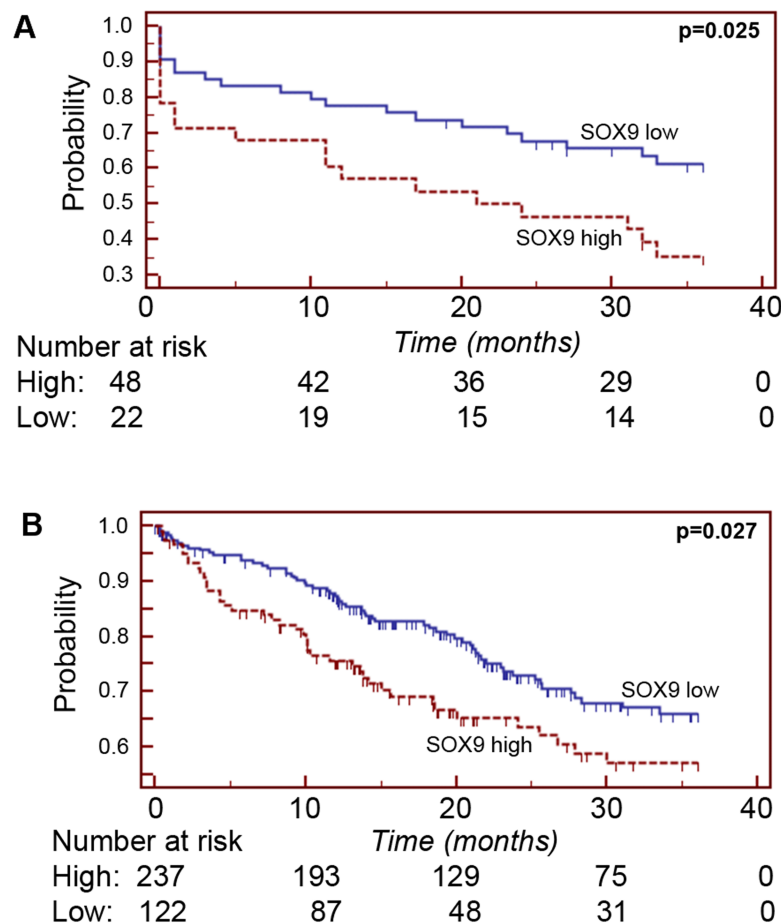 A
p=0.025
1.0
0.9
0.8
0.7
0.6
0.5
0.4
0.3
Probability
SOX9 low
SOX9 high
0 10 20 30 40
Time (months)
Number at risk
High: 48 42 36 29 0
Low: 22 19 15 14 0
B
p=0.027
1.0
0.9
0.8
0.7
0.6
Probability
SOX9 low
SOX9 high
0 10 20 30 40
Number at risk Time (months)
High: 237 193 129 75 0
Low: 122 87 48 31 0